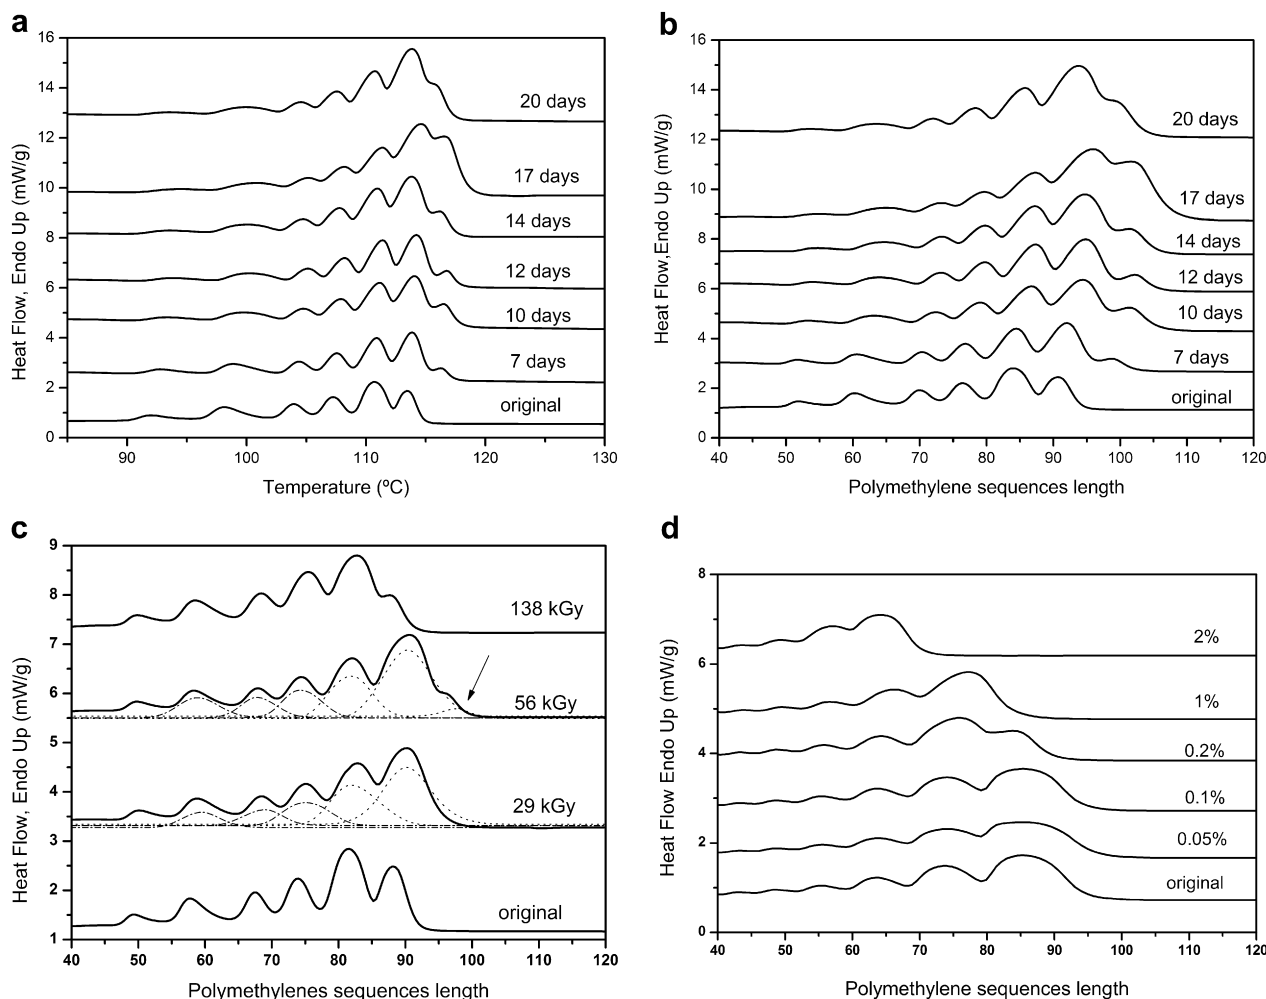 a
16
14
12
10
8
6
4
2
0
Heat Flow, Endo Up (mW/g)
20 days
17 days
14 days
12 days
10 days
7 days
original
90 100 110 120 130
Temperature (ºC)
b
16
14
12
10
8
6
4
2
0
Heat Flow,Endo Up (mW/g)
20 days
17 days
14 days
12 days
10 days
7 days
original
40 50 60 70 80 90 100 110 120
Polymethylene sequences length
c
9
8
7
6
5
4
3
2
1
Heat Flow, Endo Up (mW/g)
138 kGy
56 kGy
29 kGy
original
40 50 60 70 80 90 100 110 120
Polymethylenes sequences length
d
8
6
4
2
0
Heat Flow Endo Up (mW/g)
2%
1%
0.2%
0.1%
0.05%
original
40 50 60 70 80 90 100 110 120
Polymethylene sequences length